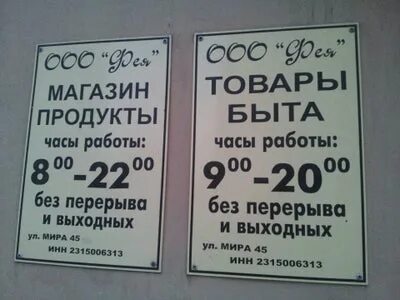 ООО "Фея"
МАГАЗИН
ПРОДУКТЫ
часы работы:
8⁰⁰-22⁰⁰
без перерыва
и выходных
ул. МИРА 45
ИНН 2315006313
ООО "Фея"
ТОВАРЫ
БЫТА
часы работы:
9⁰⁰-20⁰⁰
без перерыва
и выходных
ул. МИРА 45
ИНН 2315006313